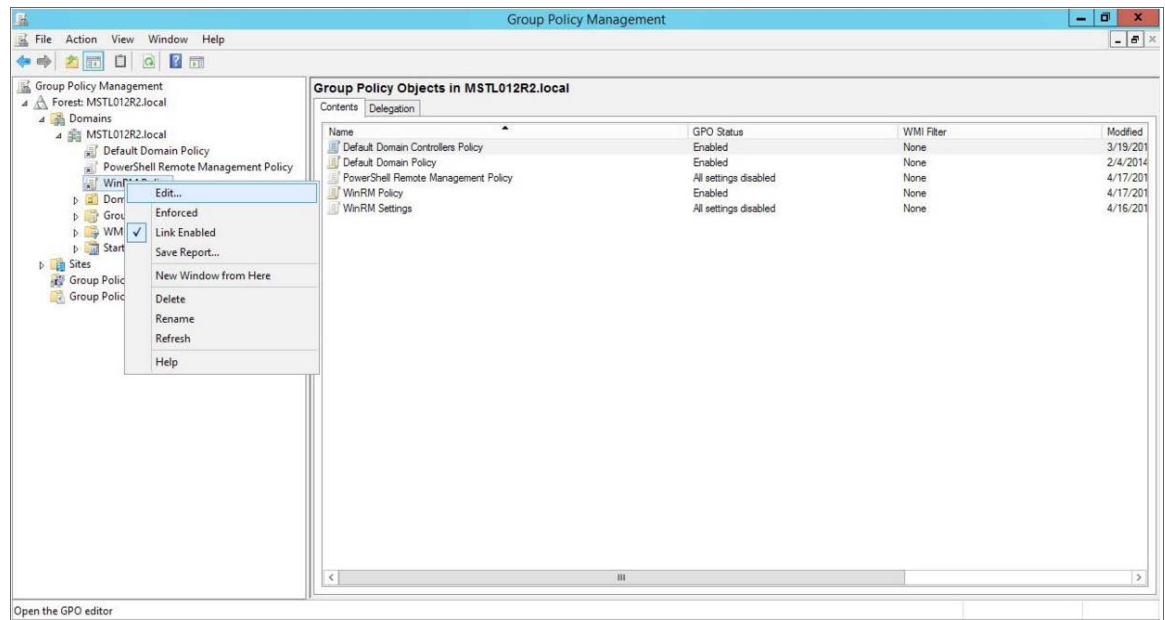 Group Policy Management
File Action View Window Help
Group Policy Management
Forest: MSTL012R2.local
Domains
MSTL012R2.local
Default Domain Policy
PowerShell Remote Management Policy
Dom
Grou
WM
Start
Sites
Group Polic
Group Polic
Edit...
Enforced
Link Enabled
Save Report...
New Window from Here
Delete
Rename
Refresh
Help
Group Policy Objects in MSTL012R2.local
Contents Delegation
Name GPO Status WMI Filter Modified
Default Domain Controllers Policy Enabled None 3/19/201
Default Domain Policy Enabled None 2/4/2014
PowerShell Remote Management Policy All settings disabled None 4/17/201
WinRM Policy Enabled None 4/17/201
WinRM Settings All settings disabled None 4/16/201
Open the GPO editor